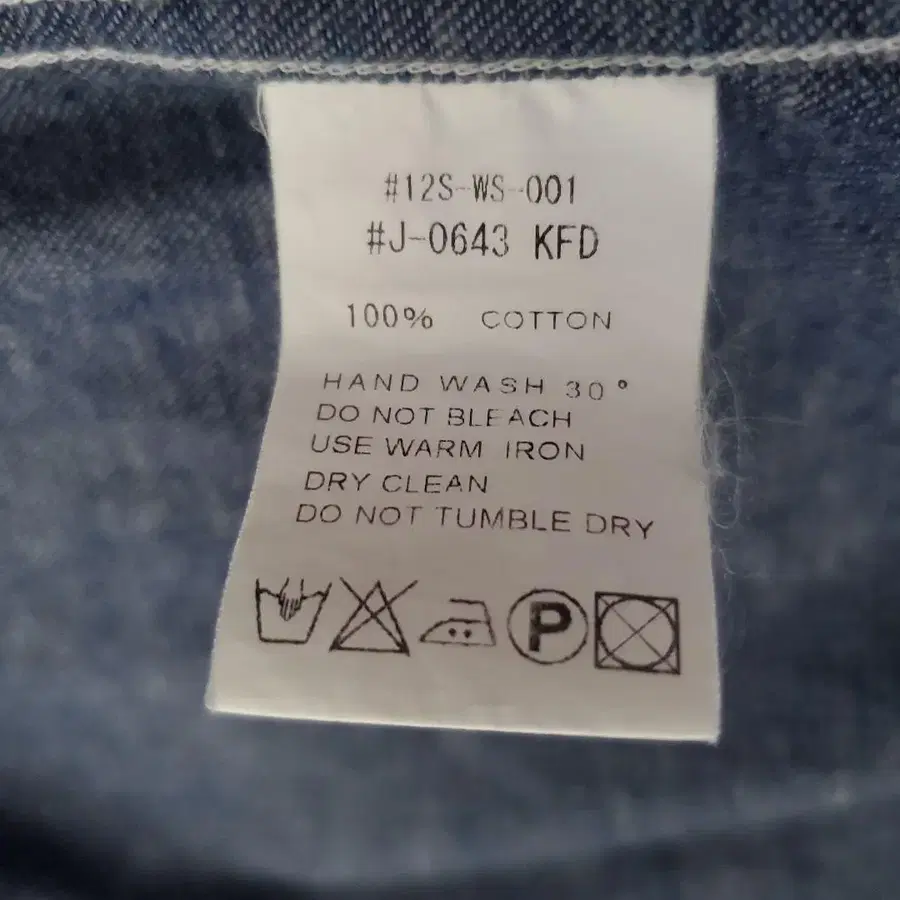 #12S-WS-001
#J-0643 KFD
100% COTTON
HAND WASH 30°
DO NOT BLEACH
USE WARM IRON
DRY CLEAN
DO NOT TUMBLE DRY
P